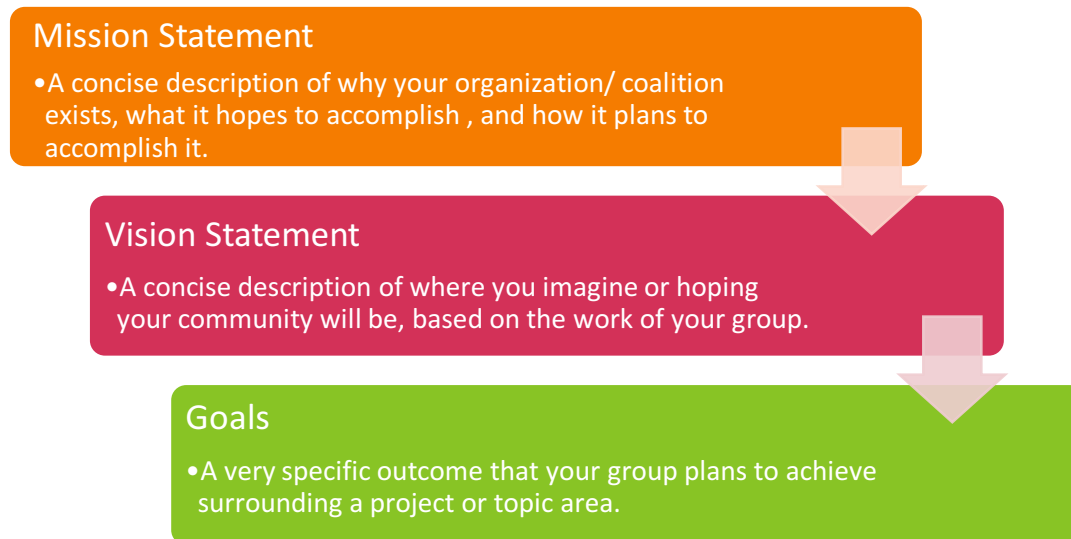 Mission Statement
•A concise description of why your organization/ coalition
exists, what it hopes to accomplish , and how it plans to
accomplish it.
Vision Statement
•A concise description of where you imagine or hoping
your community will be, based on the work of your group.
Goals
•A very specific outcome that your group plans to achieve
surrounding a project or topic area.